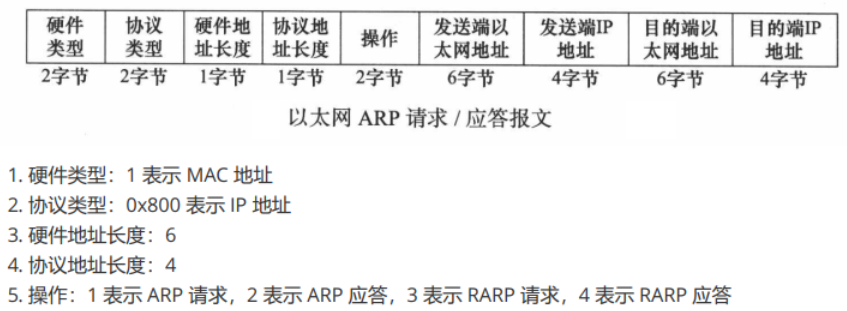 硬件 协议 硬件地 协议地 操作 发送端以 发送端IP 目的端以 目的端IP
类型 类型 址长度 址长度 太网地址 地址 太网地址 地址
2字节 2字节 1字节 1字节 2字节 6字节 4字节 6字节 4字节
以太网 ARP 请求 / 应答报文
1. 硬件类型：1 表示 MAC 地址
2. 协议类型：0x800 表示 IP 地址
3. 硬件地址长度：6
4. 协议地址长度：4
5. 操作：1 表示 ARP 请求，2 表示 ARP 应答，3 表示 RARP 请求，4 表示 RARP 应答